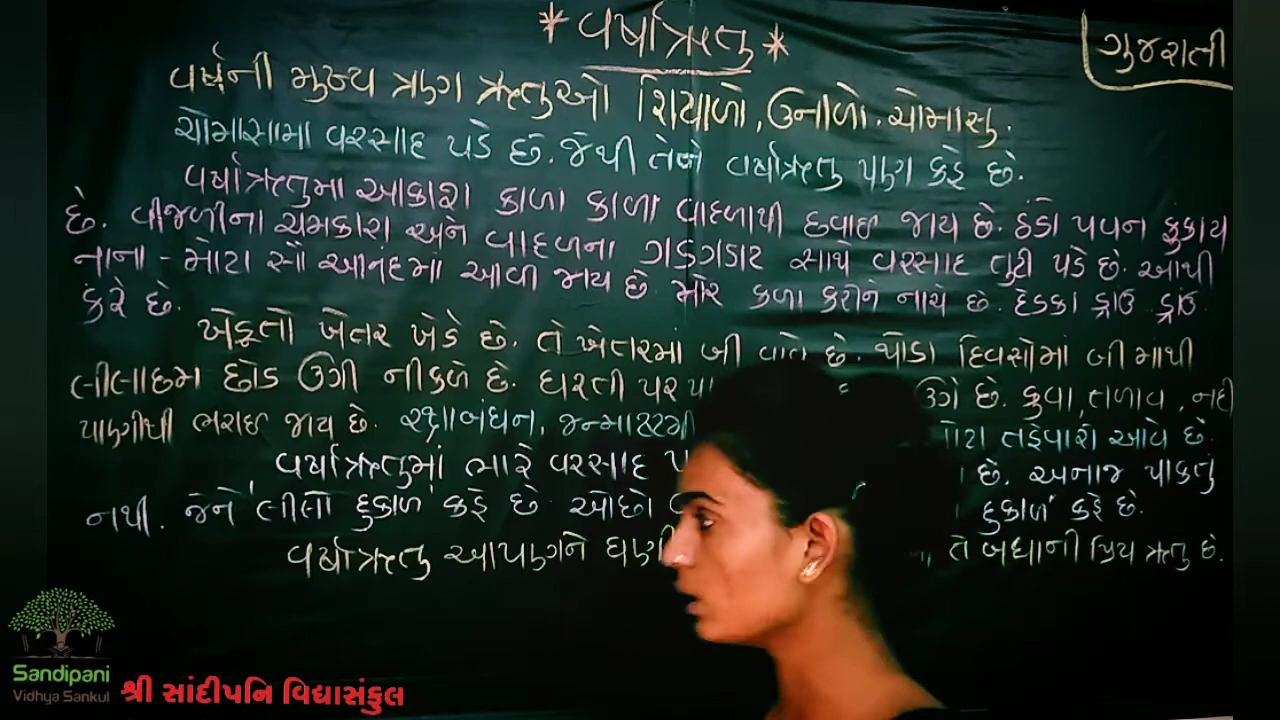 * વર્ષાઋતુ *
ગુજરાતી
વર્ષની મુખ્ય ત્રણ ઋતુઓ શિયાળો, ઉનાળો. ચોમાસુ.
ચોમાસામા વરસાદ પડે છે. જેથી તેને વર્ષાઋતુ પણ કહે છે.
વર્ષાઋતુમા આકાશ કાળા કાળા વાદળાથી છવાઈ જાય છે. ઠંડો પવન ફુંકાય
છે. વીજળીના ચમકારા અને વાદળના ગડગડાટ સાથે વરસાદ તુટી પડે છે. આથી
નાના - મોટા સૌ આનંદમાં આવી જાય છે. મોર કળા કરીને નાચે છે. દેડકા ડ્રાઉં ડ્રાઉં
કરે છે.
ખેડૂતો ખેતર ખેડે છે. તે ખેતરમાં બી વાવે છે. થોડા દિવસોમાં બી માથી
લીલાછમ છોડ ઉગી નીકળે છે. ધરતી પર ઉગે છે. કુવા, તળાવ, નદી
પાણીથી ભરાઈ જાય છે. રક્ષાબંધન, જન્માષ્ટમી મોટા તહેવારો આવે છે.
વર્ષાઋતુમાં ભારે વરસાદ છે. અનાજ પાકતુ
નથી. જેને 'લીલો દુકાળ' કહે છે. ઓછો દુકાળ' કહે છે.
વર્ષાઋતુ આપણને ઘણી તે બધાની પ્રિય ઋતુ છે.
Sandipani
Vidhya Sankul
શ્રી સાંદીપનિ વિદ્યાસંકુલ